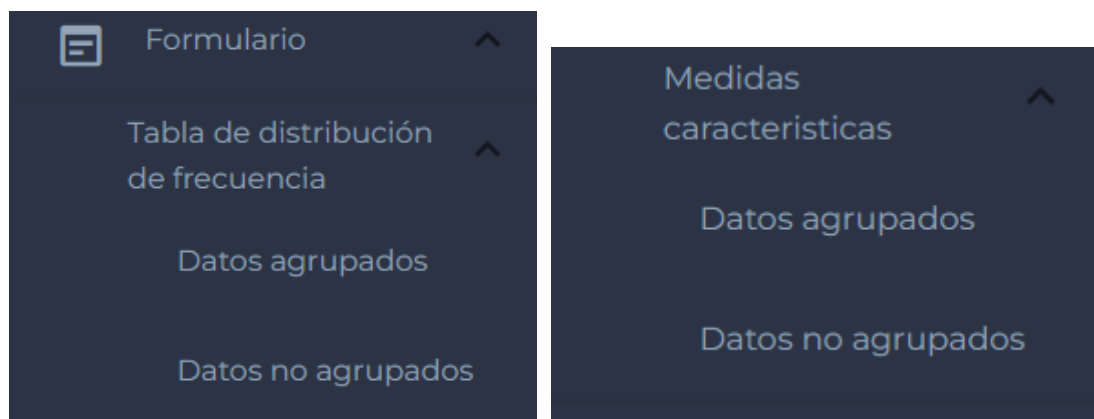 Formulario
Tabla de distribución
de frecuencia
Datos agrupados
Datos no agrupados
Medidas
caracteristicas
Datos agrupados
Datos no agrupados